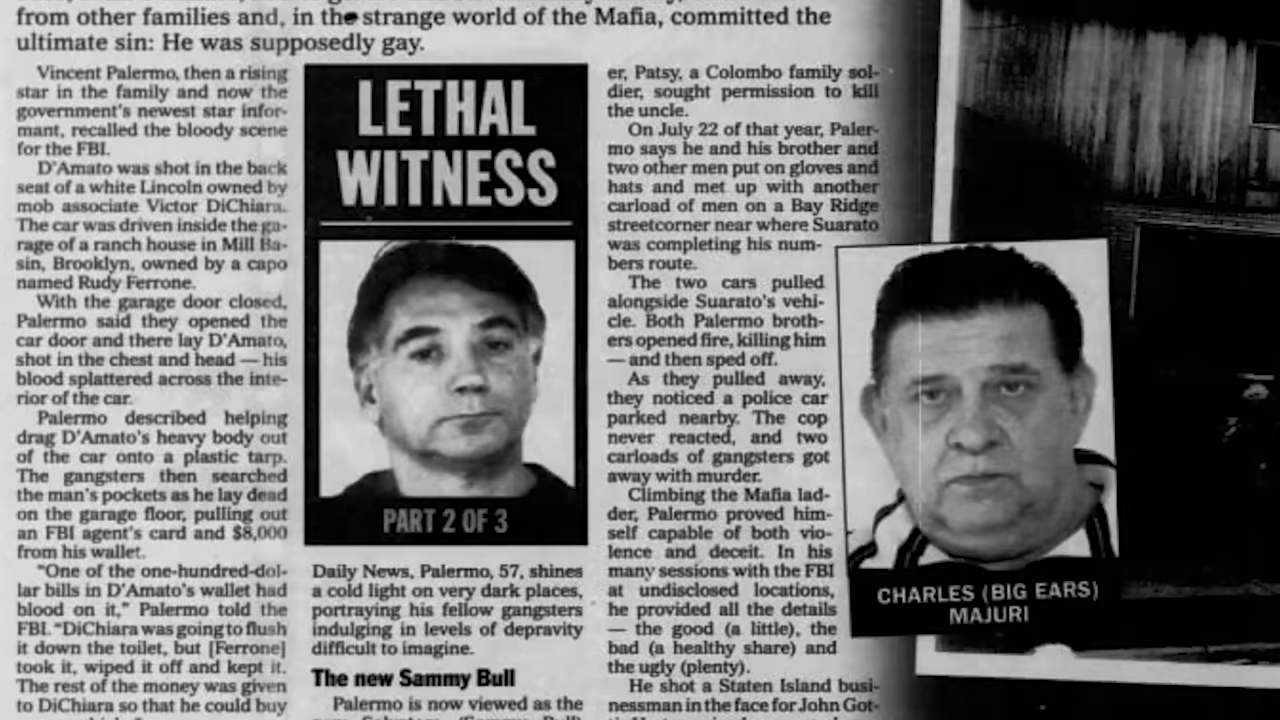 from other families and, in the strange world of the Mafia, committed the
ultimate sin: He was supposedly gay.
Vincent Palermo, then a rising
star in the family and now the
government's newest star infor-
mant, recalled the bloody scene
for the FBI.
D'Amato was shot in the back
seat of a white Lincoln owned by
mob associate Victor DiChiara.
The car was driven inside the ga-
rage of a ranch house in Mill Ba-
sin, Brooklyn, owned by a capo
named Rudy Ferrone.
With the garage door closed,
Palermo said they opened the
car door and there lay D'Amato,
shot in the chest and head — his
blood splattered across the inte-
rior of the car.
Palermo described helping
drag D'Amato's heavy body out
of the car onto a plastic tarp.
The gangsters then searched
the man's pockets as he lay dead
on the garage floor, pulling out
an FBI agent's card and $8,000
from his wallet.
"One of the one-hundred-dol-
lar bills in D'Amato's wallet had
blood on it," Palermo told the
FBI. "DiChiara was going to flush
it down the toilet, but [Ferrone]
took it, wiped it off and kept it.
The rest of the money was given
to DiChiara so that he could buy
LETHAL
WITNESS
PART 2 OF 3
Daily News, Palermo, 57, shines
a cold light on very dark places,
portraying his fellow gangsters
indulging in levels of depravity
difficult to imagine.
The new Sammy Bull
Palermo is now viewed as the
er, Patsy, a Colombo family sol-
dier, sought permission to kill
the uncle.
On July 22 of that year, Paler-
mo says he and his brother and
two other men put on gloves and
hats and met up with another
carload of men on a Bay Ridge
streetcorner near where Suarato
was completing his num-
bers route.
The two cars pulled
alongside Suarato's vehi-
cle. Both Palermo broth-
ers opened fire, killing him
— and then sped off.
As they pulled away,
they noticed a police car
parked nearby. The cop
never reacted, and two
carloads of gangsters got
away with murder.
Climbing the Mafia lad-
der, Palermo proved him-
self capable of both vio-
lence and deceit. In his
many sessions with the FBI
at undisclosed locations,
he provided all the details
— the good (a little), the
bad (a healthy share) and
the ugly (plenty).
He shot a Staten Island busi-
nessman in the face for John Got-
CHARLES (BIG EARS)
MAJURI